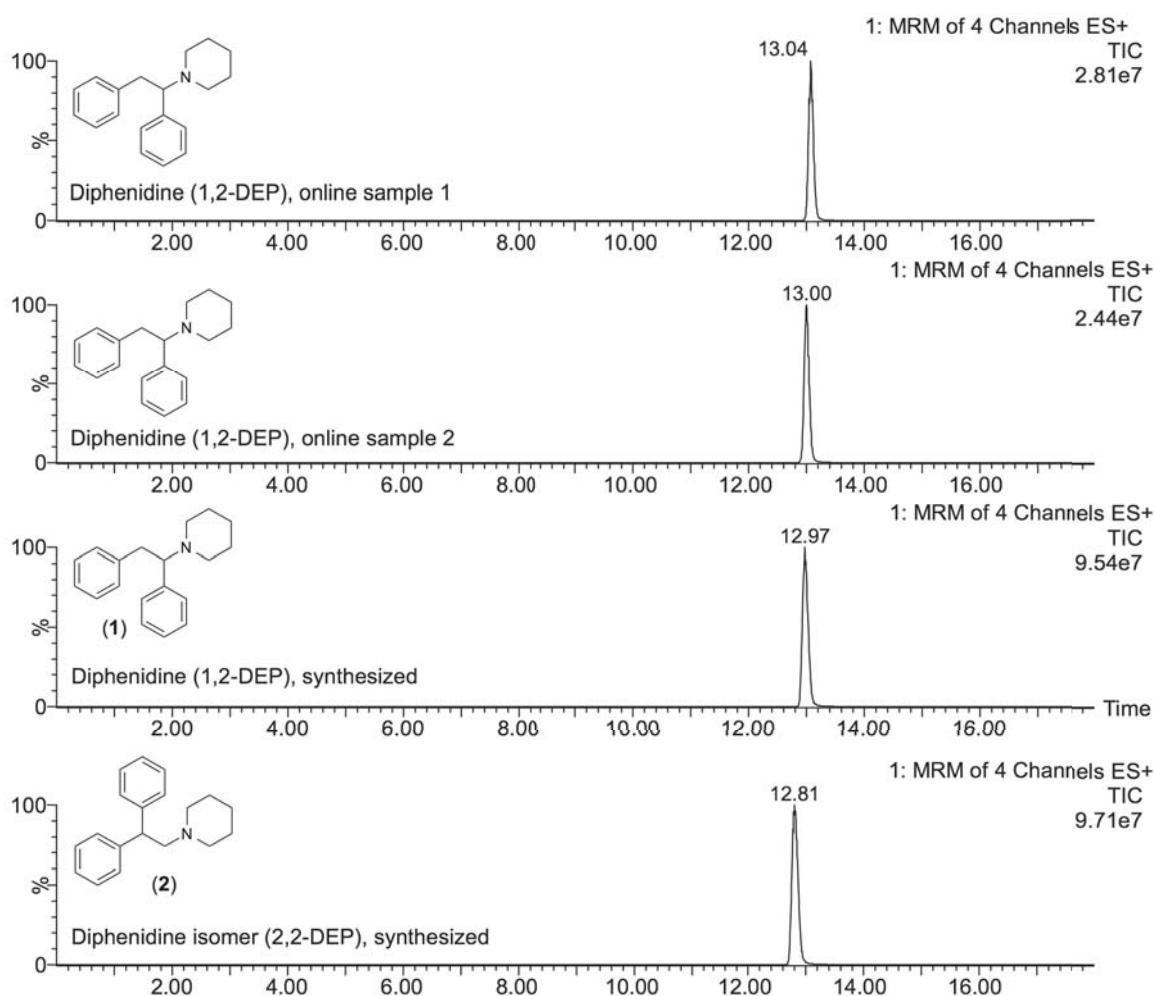 1: MRM of 4 Channels ES+
TIC
2.81e7
13.04
100
%
0
N
Diphenidine (1,2-DEP), online sample 1
2.00 4.00 6.00 8.00 10.00 12.00 14.00 16.00
1: MRM of 4 Channels ES+
TIC
2.44e7
13.00
100
%
0
N
Diphenidine (1,2-DEP), online sample 2
2.00 4.00 6.00 8.00 10.00 12.00 14.00 16.00
1: MRM of 4 Channels ES+
TIC
9.54e7
12.97
100
%
0
N
(1)
Diphenidine (1,2-DEP), synthesized
Time
2.00 4.00 6.00 8.00 10.00 12.00 14.00 16.00
1: MRM of 4 Channels ES+
TIC
9.71e7
12.81
100
%
0
N
(2)
Diphenidine isomer (2,2-DEP), synthesized
2.00 4.00 6.00 8.00 10.00 12.00 14.00 16.00